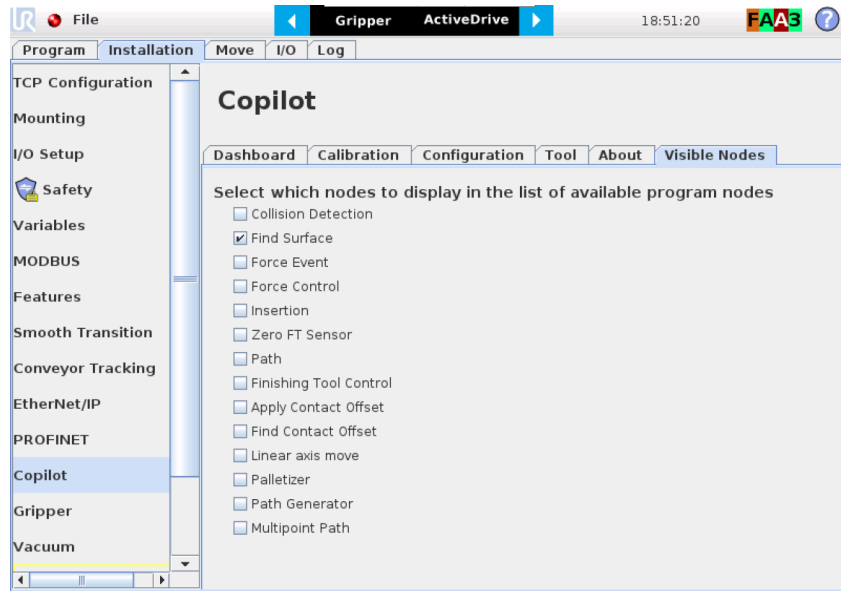 UR File Gripper ActiveDrive 18:51:20 FAA3 ?
Program Installation Move I/O Log
TCP Configuration
Mounting
I/O Setup
Safety
Variables
MODBUS
Features
Smooth Transition
Conveyor Tracking
EtherNet/IP
PROFINET
Copilot
Gripper
Vacuum
Copilot
Dashboard Calibration Configuration Tool About Visible Nodes
Select which nodes to display in the list of available program nodes
Collision Detection
Find Surface
Force Event
Force Control
Insertion
Zero FT Sensor
Path
Finishing Tool Control
Apply Contact Offset
Find Contact Offset
Linear axis move
Palletizer
Path Generator
Multipoint Path